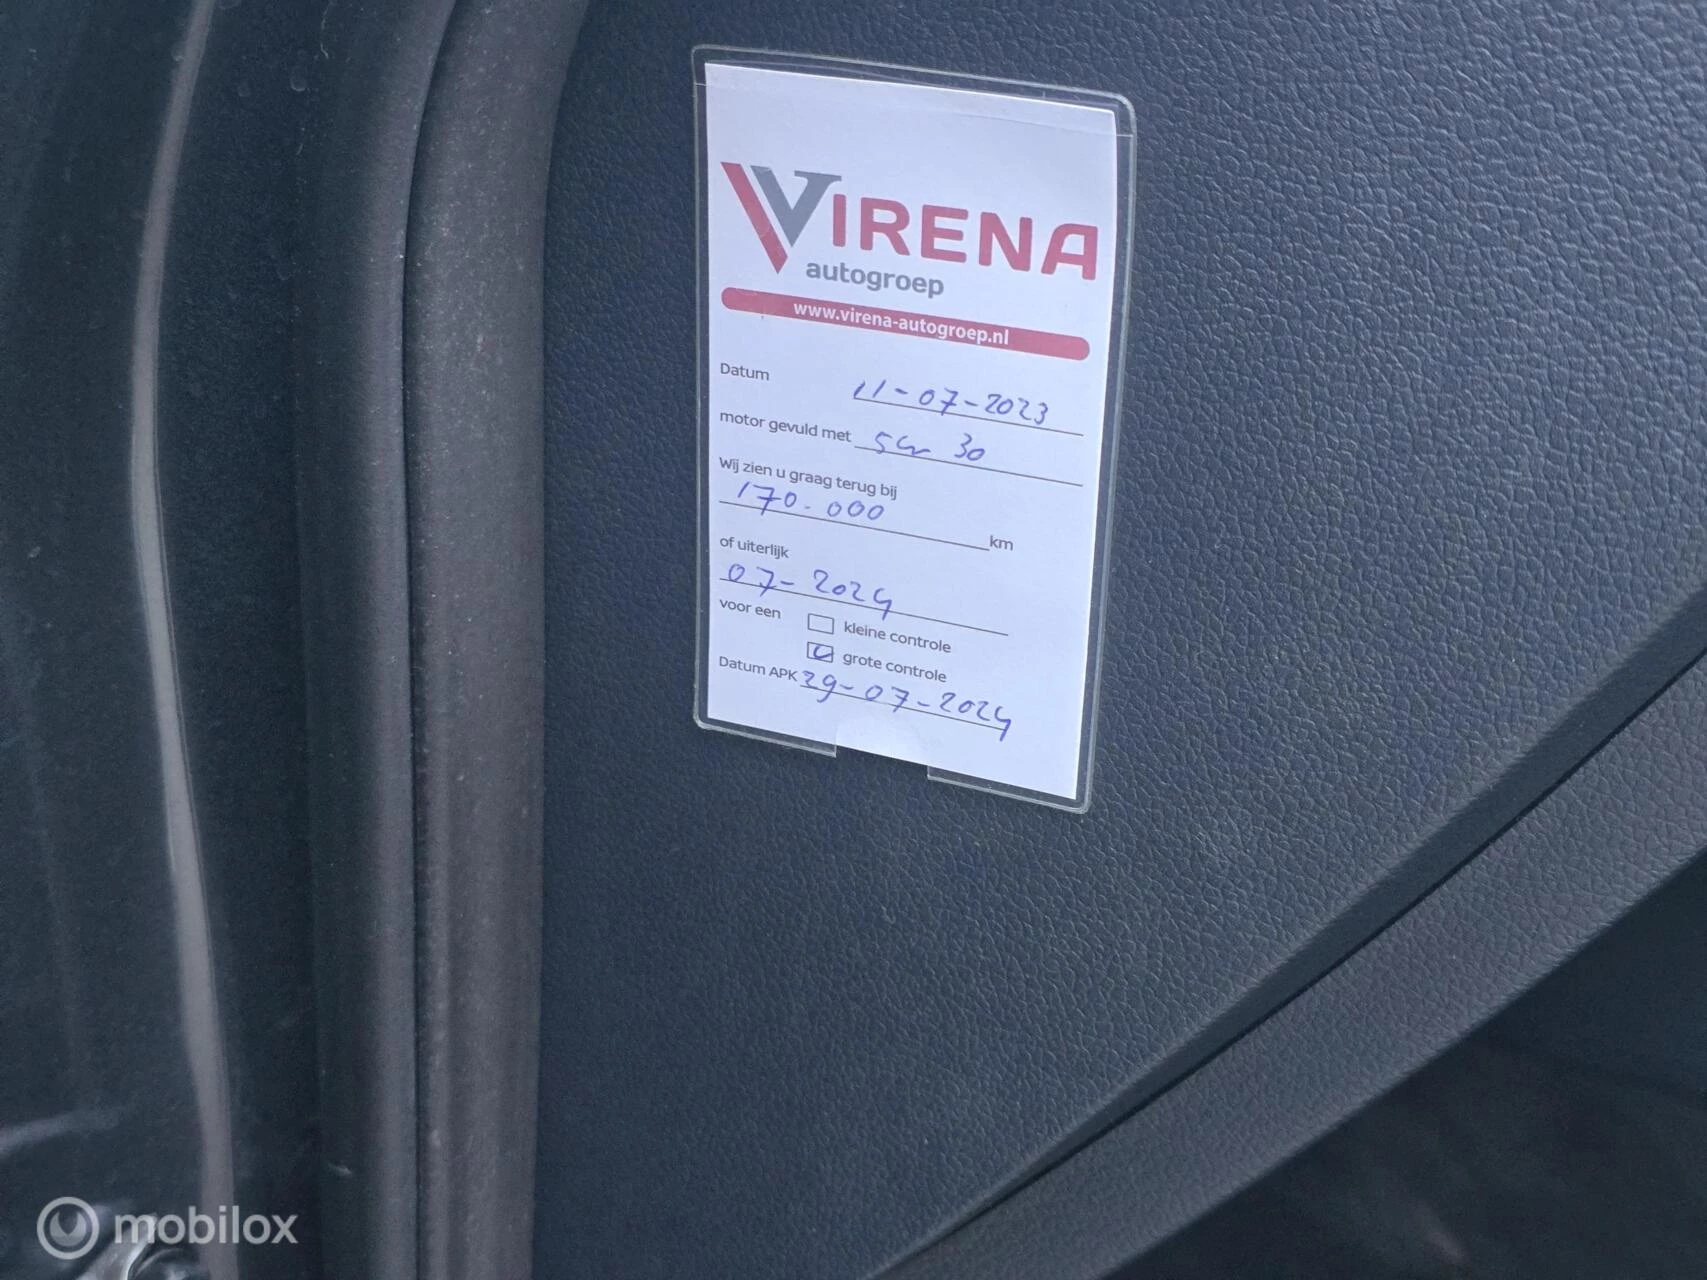 VIRENA
autogroep
www.virena-autogroep.nl
Datum 11-07-2023
motor gevuld met 5w 30
Wij zien u graag terug bij
170.000 km
of uiterlijk
07-2024
voor een kleine controle
grote controle
Datum APK 29-07-2024
mobilox